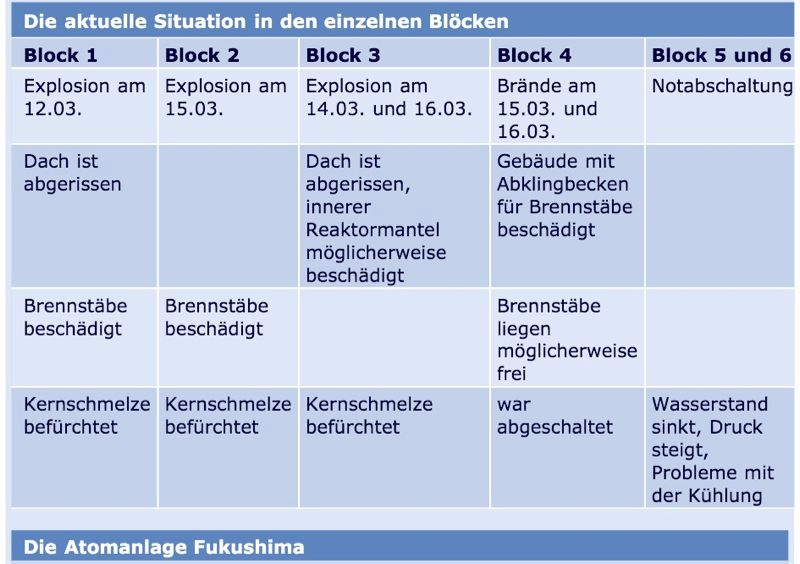 Die aktuelle Situation in den einzelnen Blöcken
Block 1
Block 2
Block 3
Block 4
Block 5 und 6
Explosion am
12.03.
Explosion am
15.03.
Explosion am
14.03. und 16.03.
Brände am
15.03. und
16.03.
Notabschaltung
Dach ist
abgerissen
Dach ist
abgerissen,
innerer
Reaktormantel
möglicherweise
beschädigt
Gebäude mit
Abklingbecken
für Brennstäbe
beschädigt
Brennstäbe
beschädigt
Brennstäbe
beschädigt
Brennstäbe
liegen
möglicherweise
frei
Kernschmelze
befürchtet
Kernschmelze
befürchtet
Kernschmelze
befürchtet
war
abgeschaltet
Wasserstand
sinkt, Druck
steigt,
Probleme mit
der Kühlung
Die Atomanlage Fukushima